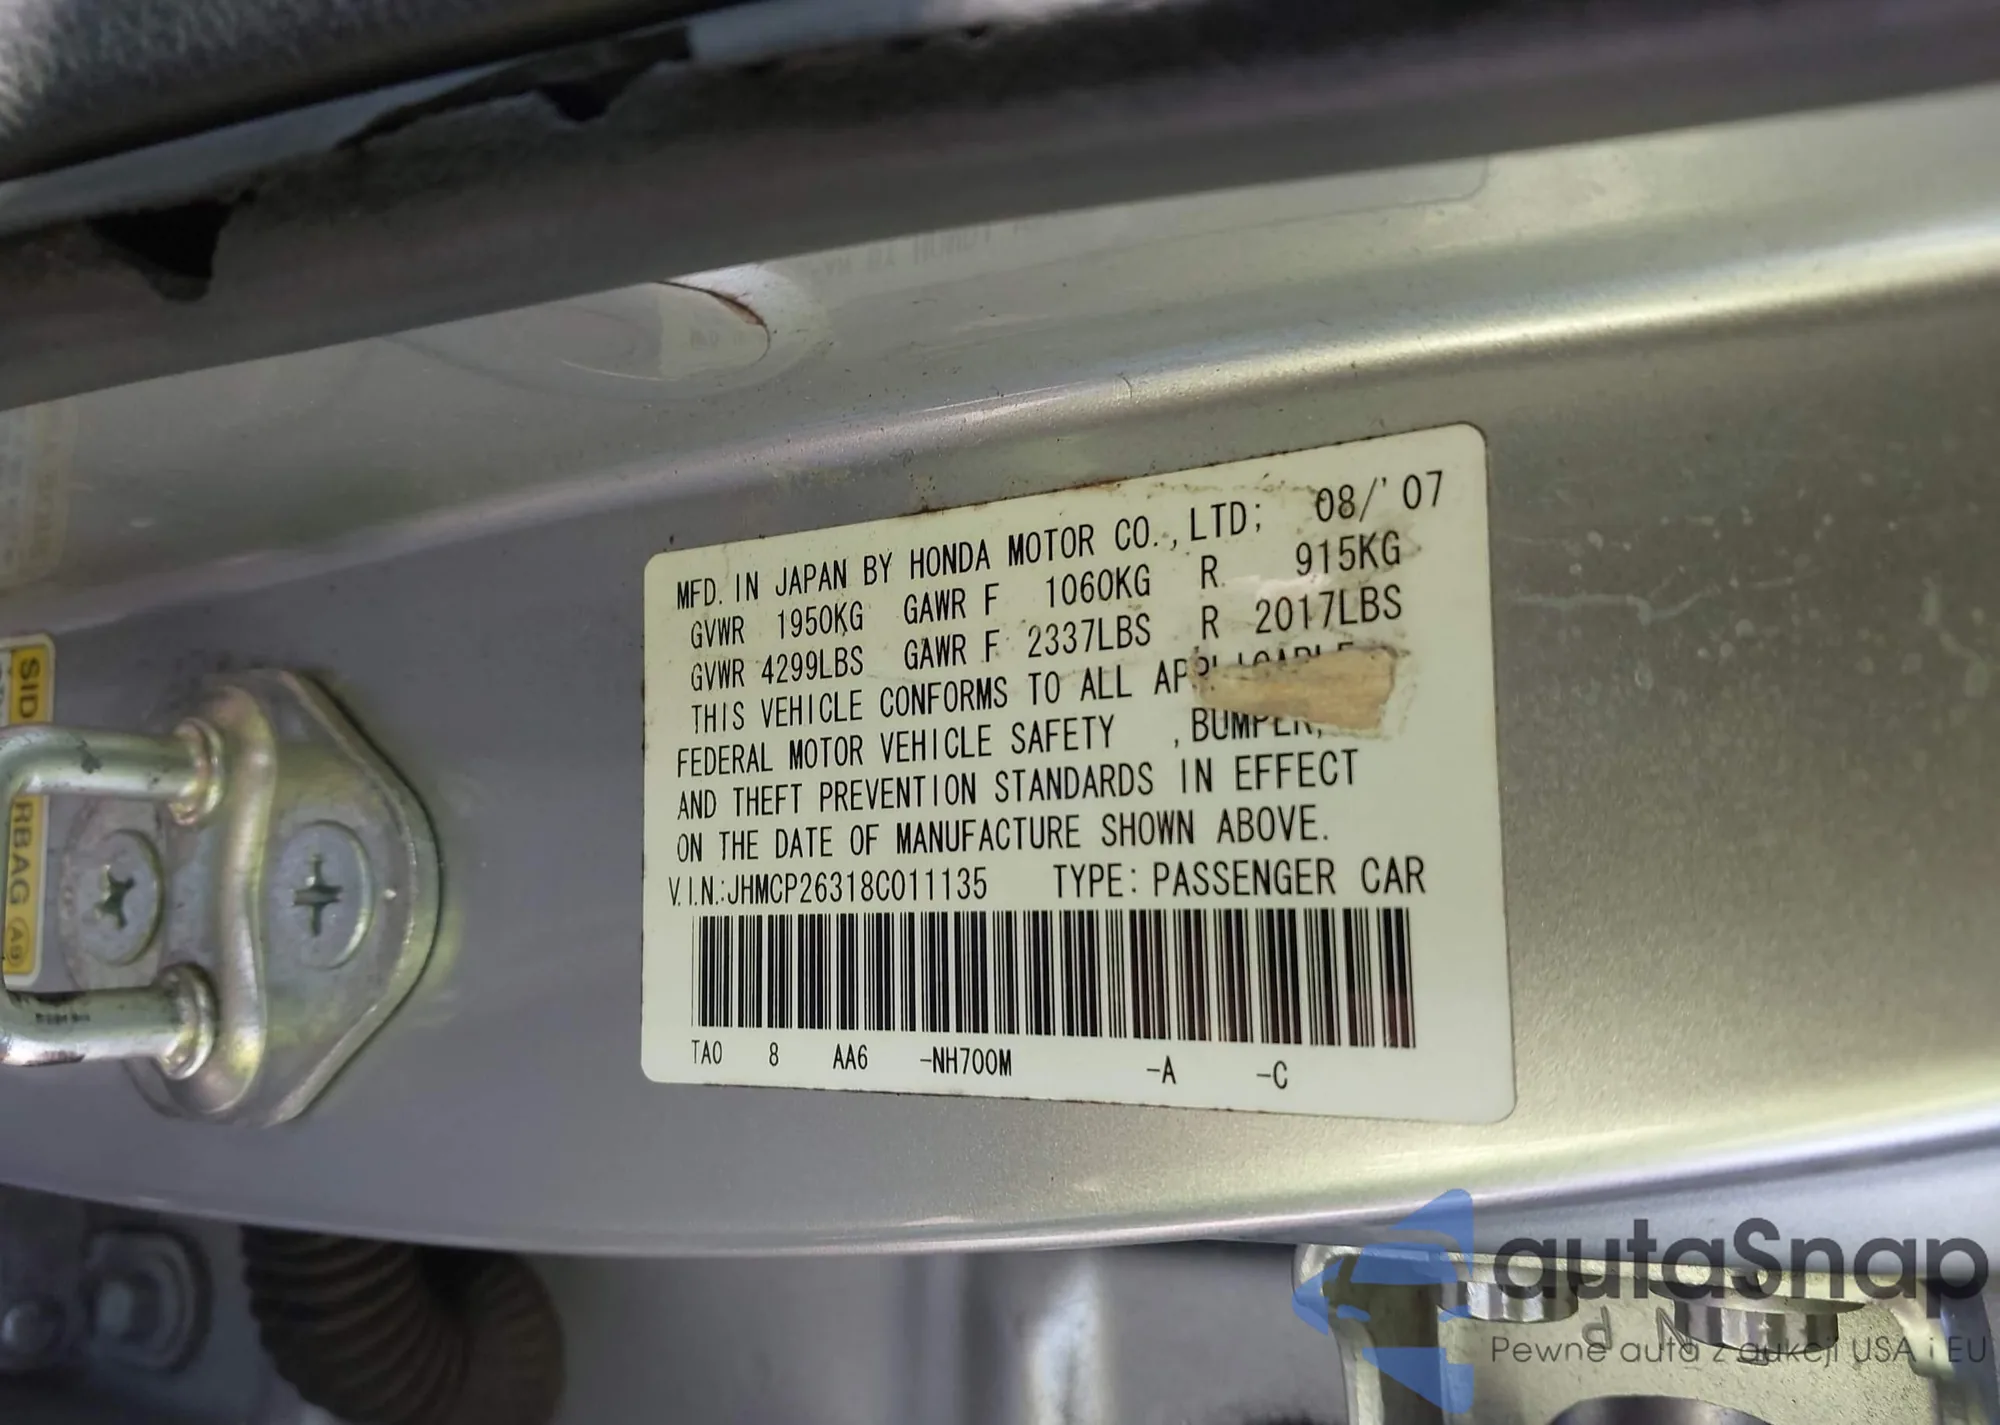 MFD. IN JAPAN BY HONDA MOTOR CO., LTD; 08/'07
GVWR 1950KG GAWR F 1060KG R 915KG
GVWR 4299LBS GAWR F 2337LBS R 2017LBS
THIS VEHICLE CONFORMS TO ALL APPLICABLE
FEDERAL MOTOR VEHICLE SAFETY , BUMPER,
AND THEFT PREVENTION STANDARDS IN EFFECT
ON THE DATE OF MANUFACTURE SHOWN ABOVE.
V.I.N.:JHMCP26318C011135 TYPE: PASSENGER CAR
TA0 8 AA6 -NH700M -A -C
SID
RBAG
autaSnap
Pewne auta z aukcji USA i EU